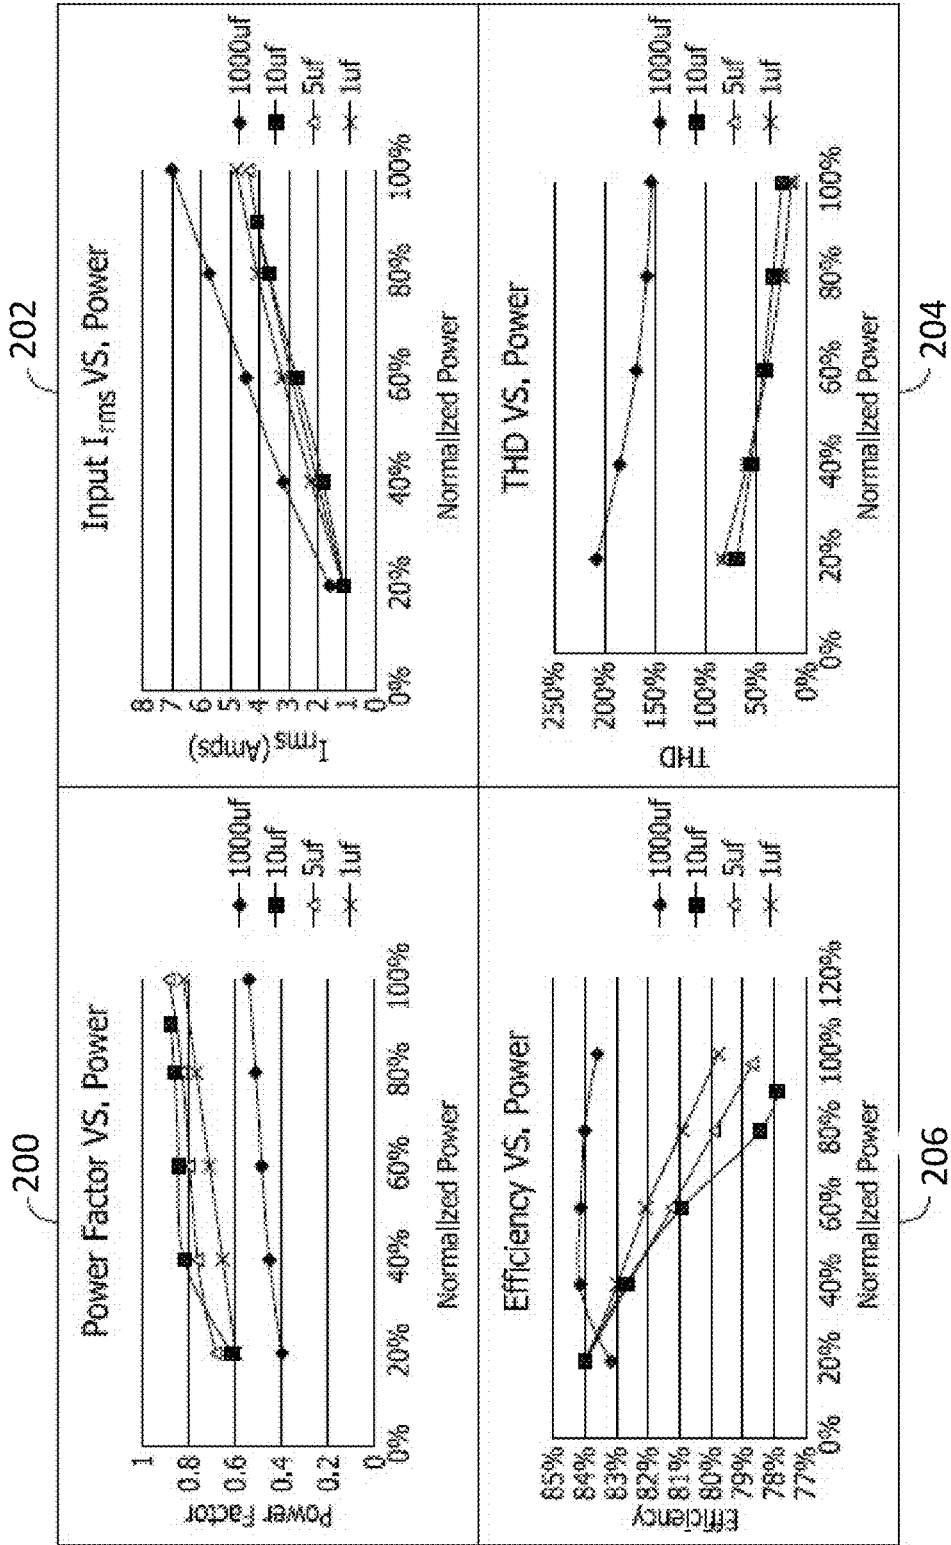 200
Power Factor VS. Power
Power Factor
1
0.8
0.6
0.4
0.2
0
0%
20%
40%
60%
80%
100%
Normalized Power
1000uf
10uf
5uf
1uf
202
Input Irms VS. Power
Irms (Amps)
8
7
6
5
4
3
2
1
0
0%
20%
40%
60%
80%
100%
Normalized Power
1000uf
10uf
5uf
1uf
Efficiency VS. Power
Efficiency
85%
84%
83%
82%
81%
80%
79%
78%
77%
0%
20%
40%
60%
80%
100%
120%
Normalized Power
1000uf
10uf
5uf
1uf
206
THD VS. Power
THD
250%
200%
150%
100%
50%
0%
0%
20%
40%
60%
80%
100%
Normalized Power
1000uf
10uf
5uf
1uf
204